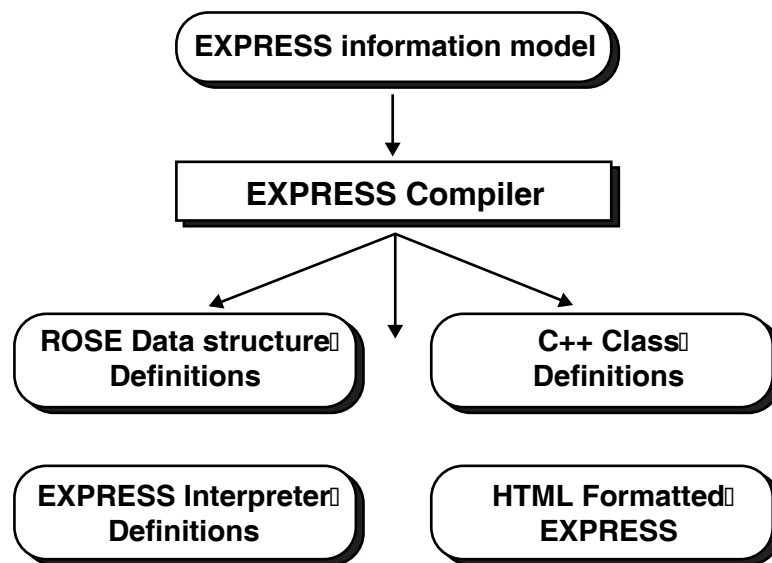 EXPRESS information model
EXPRESS Compiler
ROSE Data structure
Definitions
C++ Class
Definitions
EXPRESS Interpreter
Definitions
HTML Formatted
EXPRESS